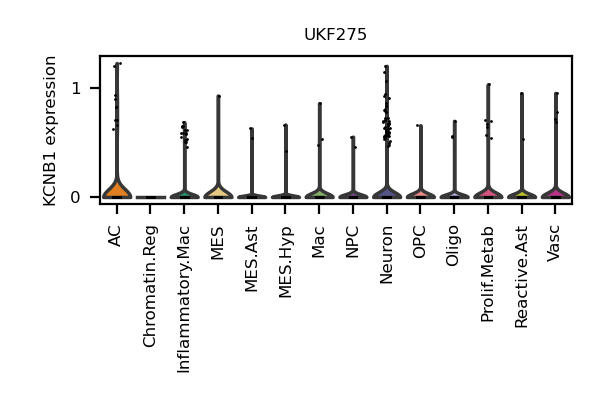 UKF275
KCNB1 expression
1
0
AC
Chromatin.Reg
Inflammatory.Mac
MES
MES.Ast
MES.Hyp
Mac
NPC
Neuron
OPC
Oligo
Prolif.Metab
Reactive.Ast
Vasc